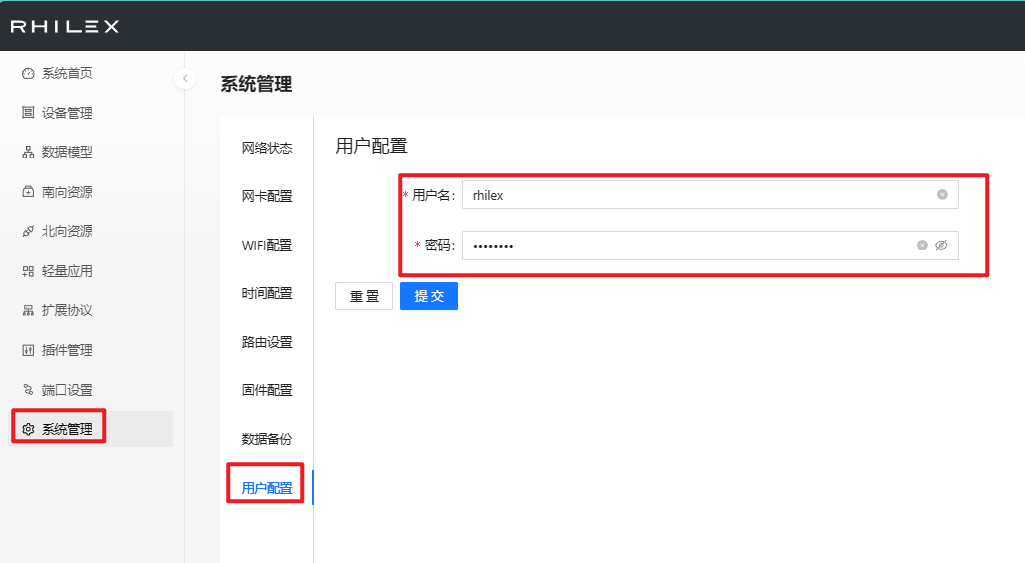 RHILEX
系统首页
设备管理
数据模型
南向资源
北向资源
轻量应用
扩展协议
插件管理
端口设置
系统管理
系统管理
网络状态
网卡配置
WIFI配置
时间配置
路由设置
固件配置
数据备份
用户配置
用户配置
* 用户名: rhilex
* 密码: ••••••••
重 置 提 交